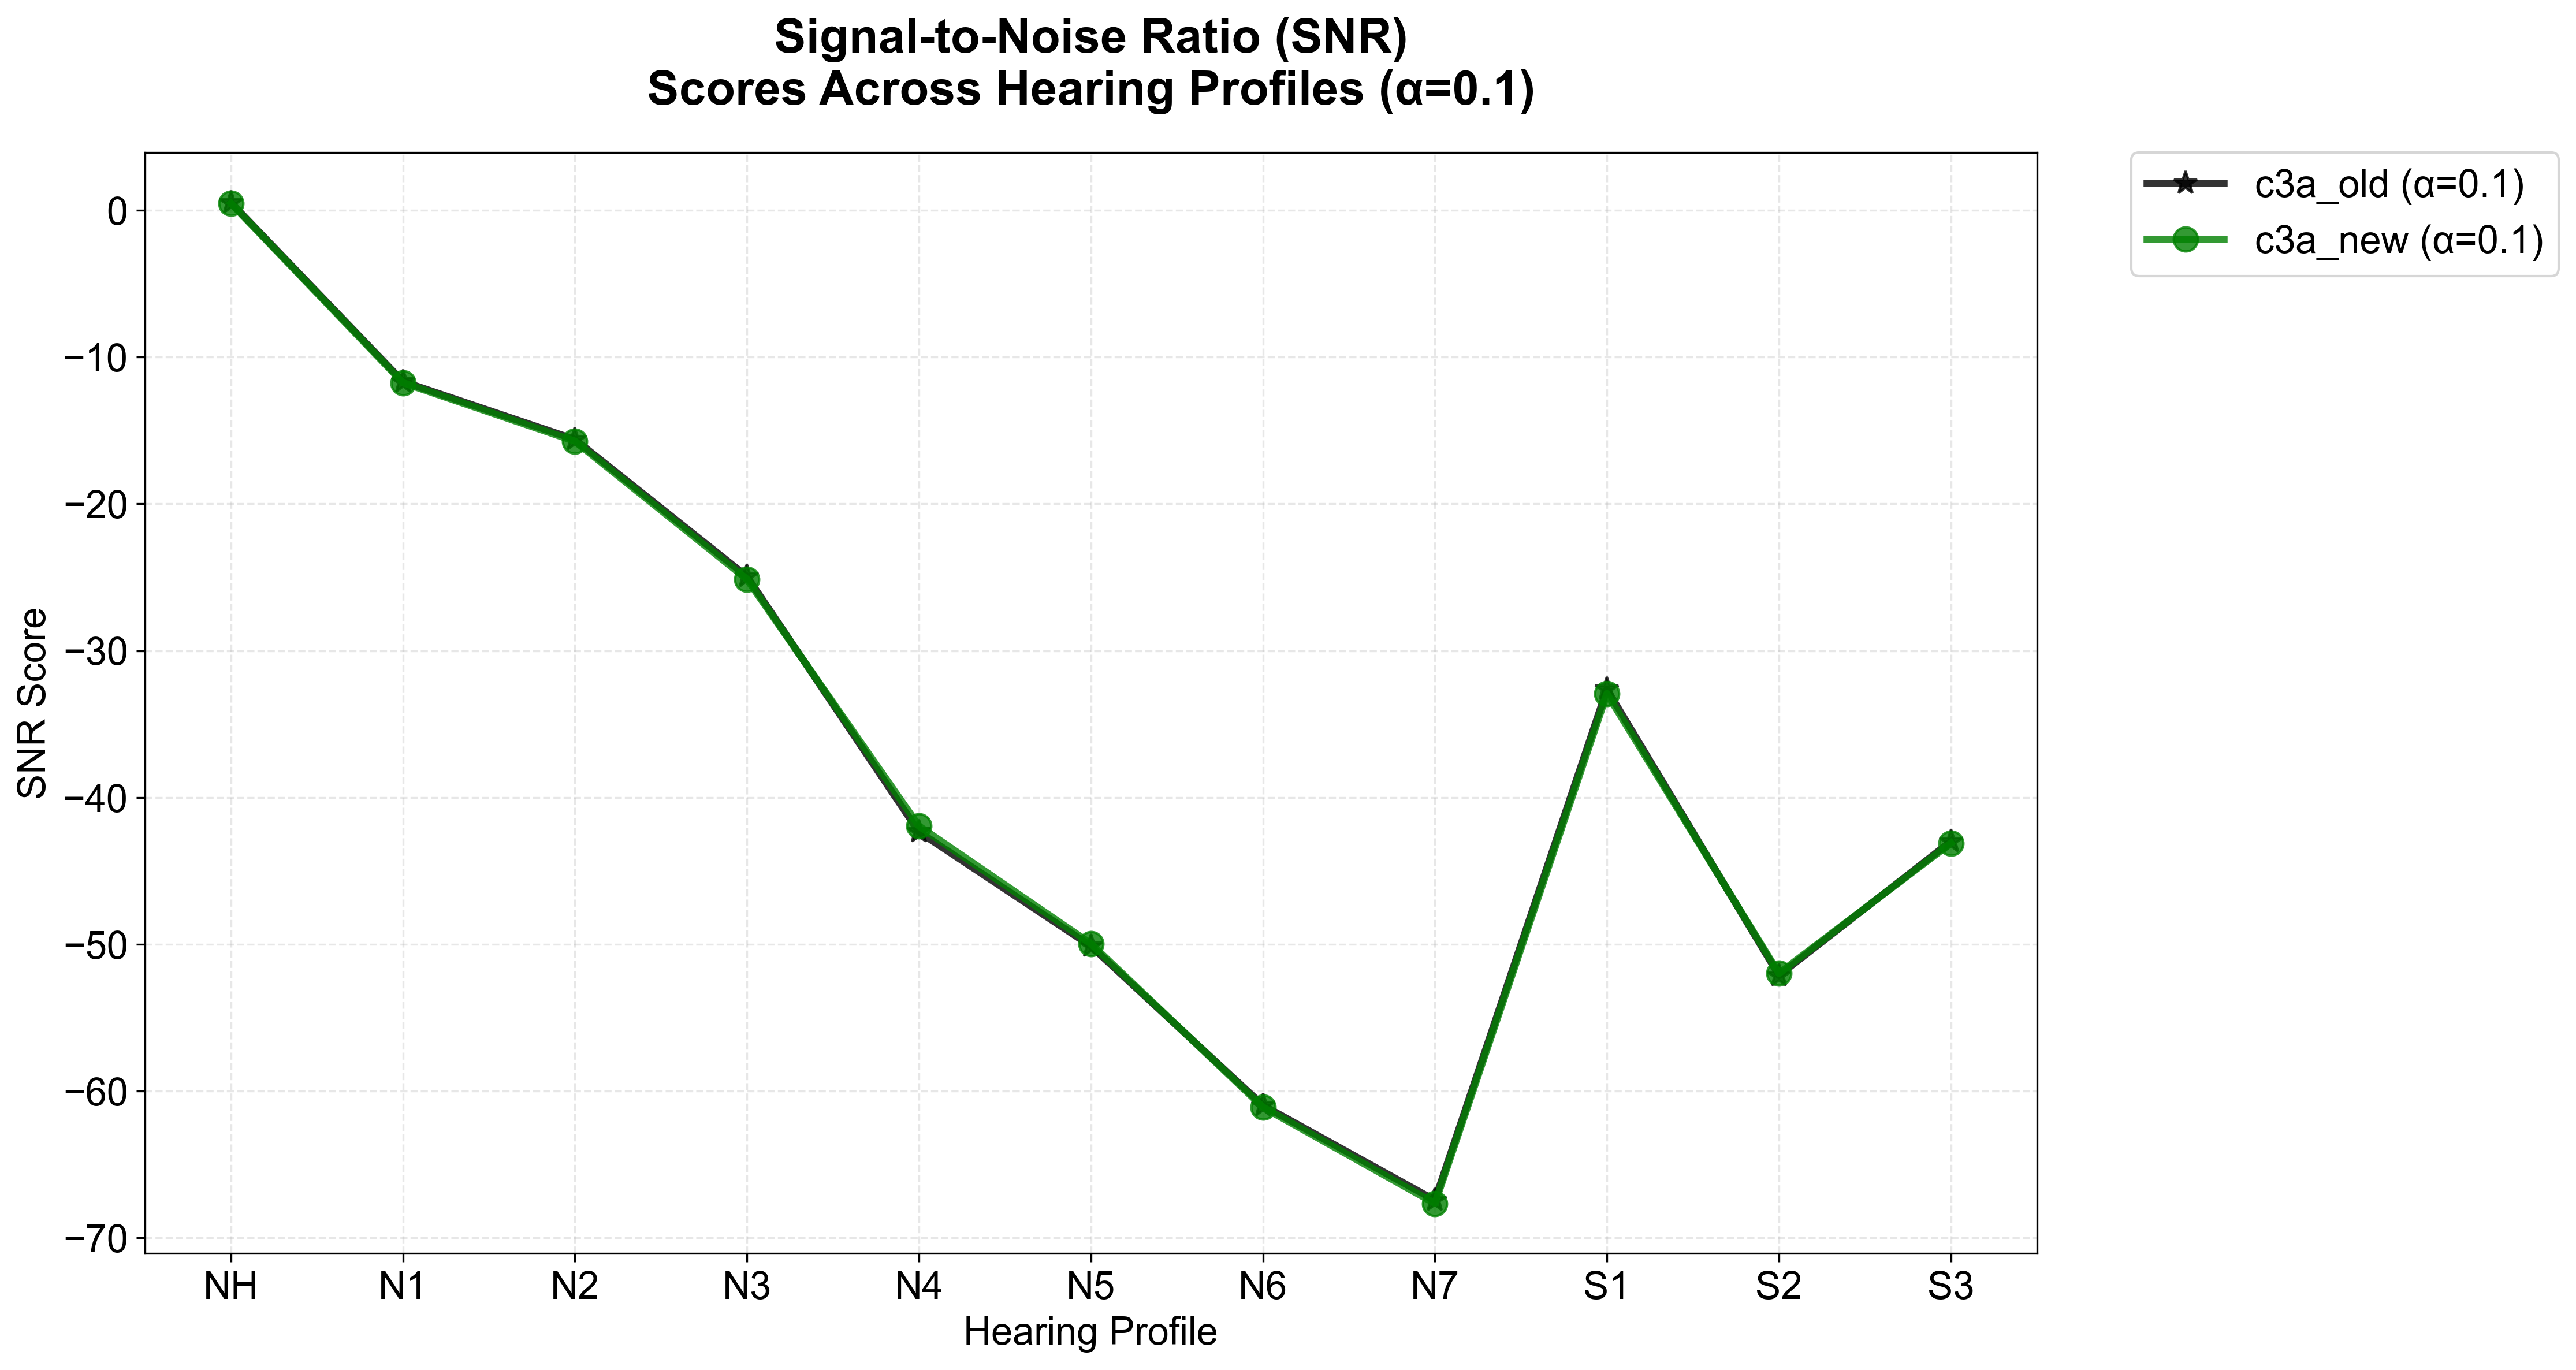 Signal-to-Noise Ratio (SNR)
Scores Across Hearing Profiles (α=0.1)
c3a_old (α=0.1)
c3a_new (α=0.1)
SNR Score
0
−10
−20
−30
−40
−50
−60
−70
NH N1 N2 N3 N4 N5 N6 N7 S1 S2 S3
Hearing Profile